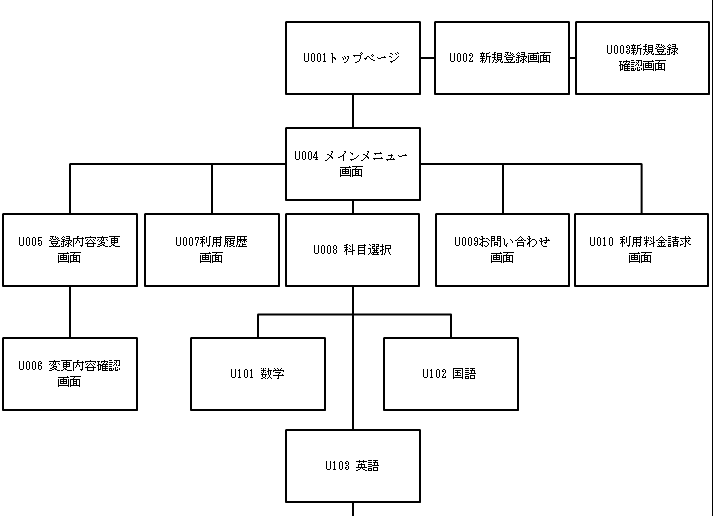 U001トップページ
U002 新規登録画面
U003新規登録
確認画面
U004 メインメニュー
画面
U005 登録内容変更
画面
U007利用履歴
画面
U008 科目選択
U009お問い合わせ
画面
U010 利用料金請求
画面
U006 変更内容確認
画面
U101 数学
U102 国語
U103 英語